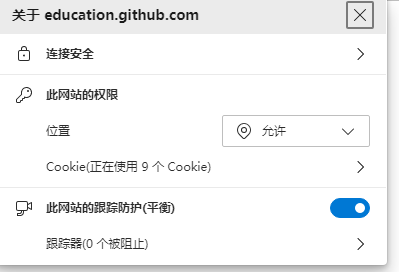 关于 education.github.com
连接安全
此网站的权限
位置
允许
Cookie(正在使用 9 个 Cookie)
此网站的跟踪防护(平衡)
跟踪器(0 个被阻止)